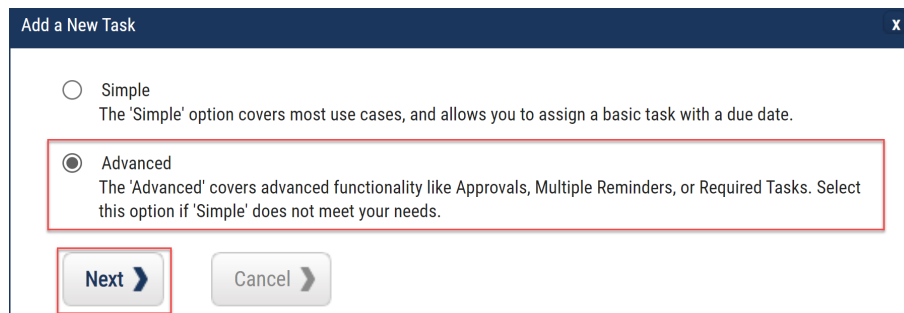 Add a New Task
x
Simple
The 'Simple' option covers most use cases, and allows you to assign a basic task with a due date.
Advanced
The 'Advanced' covers advanced functionality like Approvals, Multiple Reminders, or Required Tasks. Select
this option if 'Simple' does not meet your needs.
Next
Cancel